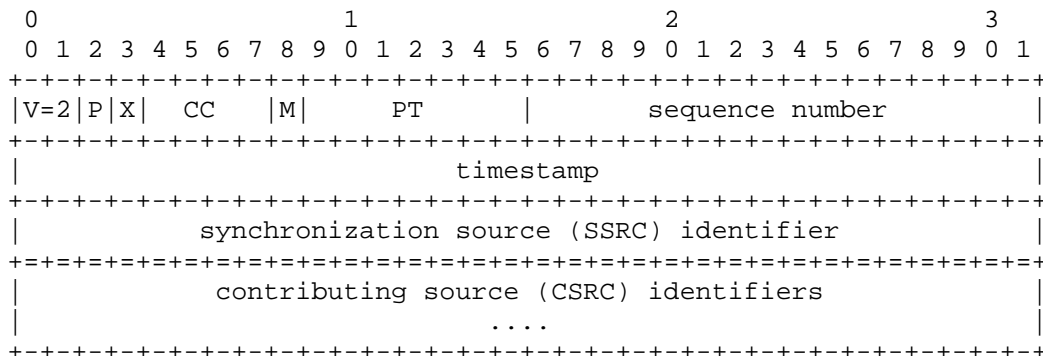 0                   1                   2                   3
 0 1 2 3 4 5 6 7 8 9 0 1 2 3 4 5 6 7 8 9 0 1 2 3 4 5 6 7 8 9 0 1
+-+-+-+-+-+-+-+-+-+-+-+-+-+-+-+-+-+-+-+-+-+-+-+-+-+-+-+-+-+-+-+-+
|V=2|P|X|  CC   |M|     PT      |       sequence number         |
+-+-+-+-+-+-+-+-+-+-+-+-+-+-+-+-+-+-+-+-+-+-+-+-+-+-+-+-+-+-+-+-+
|                           timestamp                           |
+-+-+-+-+-+-+-+-+-+-+-+-+-+-+-+-+-+-+-+-+-+-+-+-+-+-+-+-+-+-+-+-+
|           synchronization source (SSRC) identifier            |
+=+=+=+=+=+=+=+=+=+=+=+=+=+=+=+=+=+=+=+=+=+=+=+=+=+=+=+=+=+=+=+=+
|            contributing source (CSRC) identifiers             |
|                             ....                              |
+-+-+-+-+-+-+-+-+-+-+-+-+-+-+-+-+-+-+-+-+-+-+-+-+-+-+-+-+-+-+-+-+